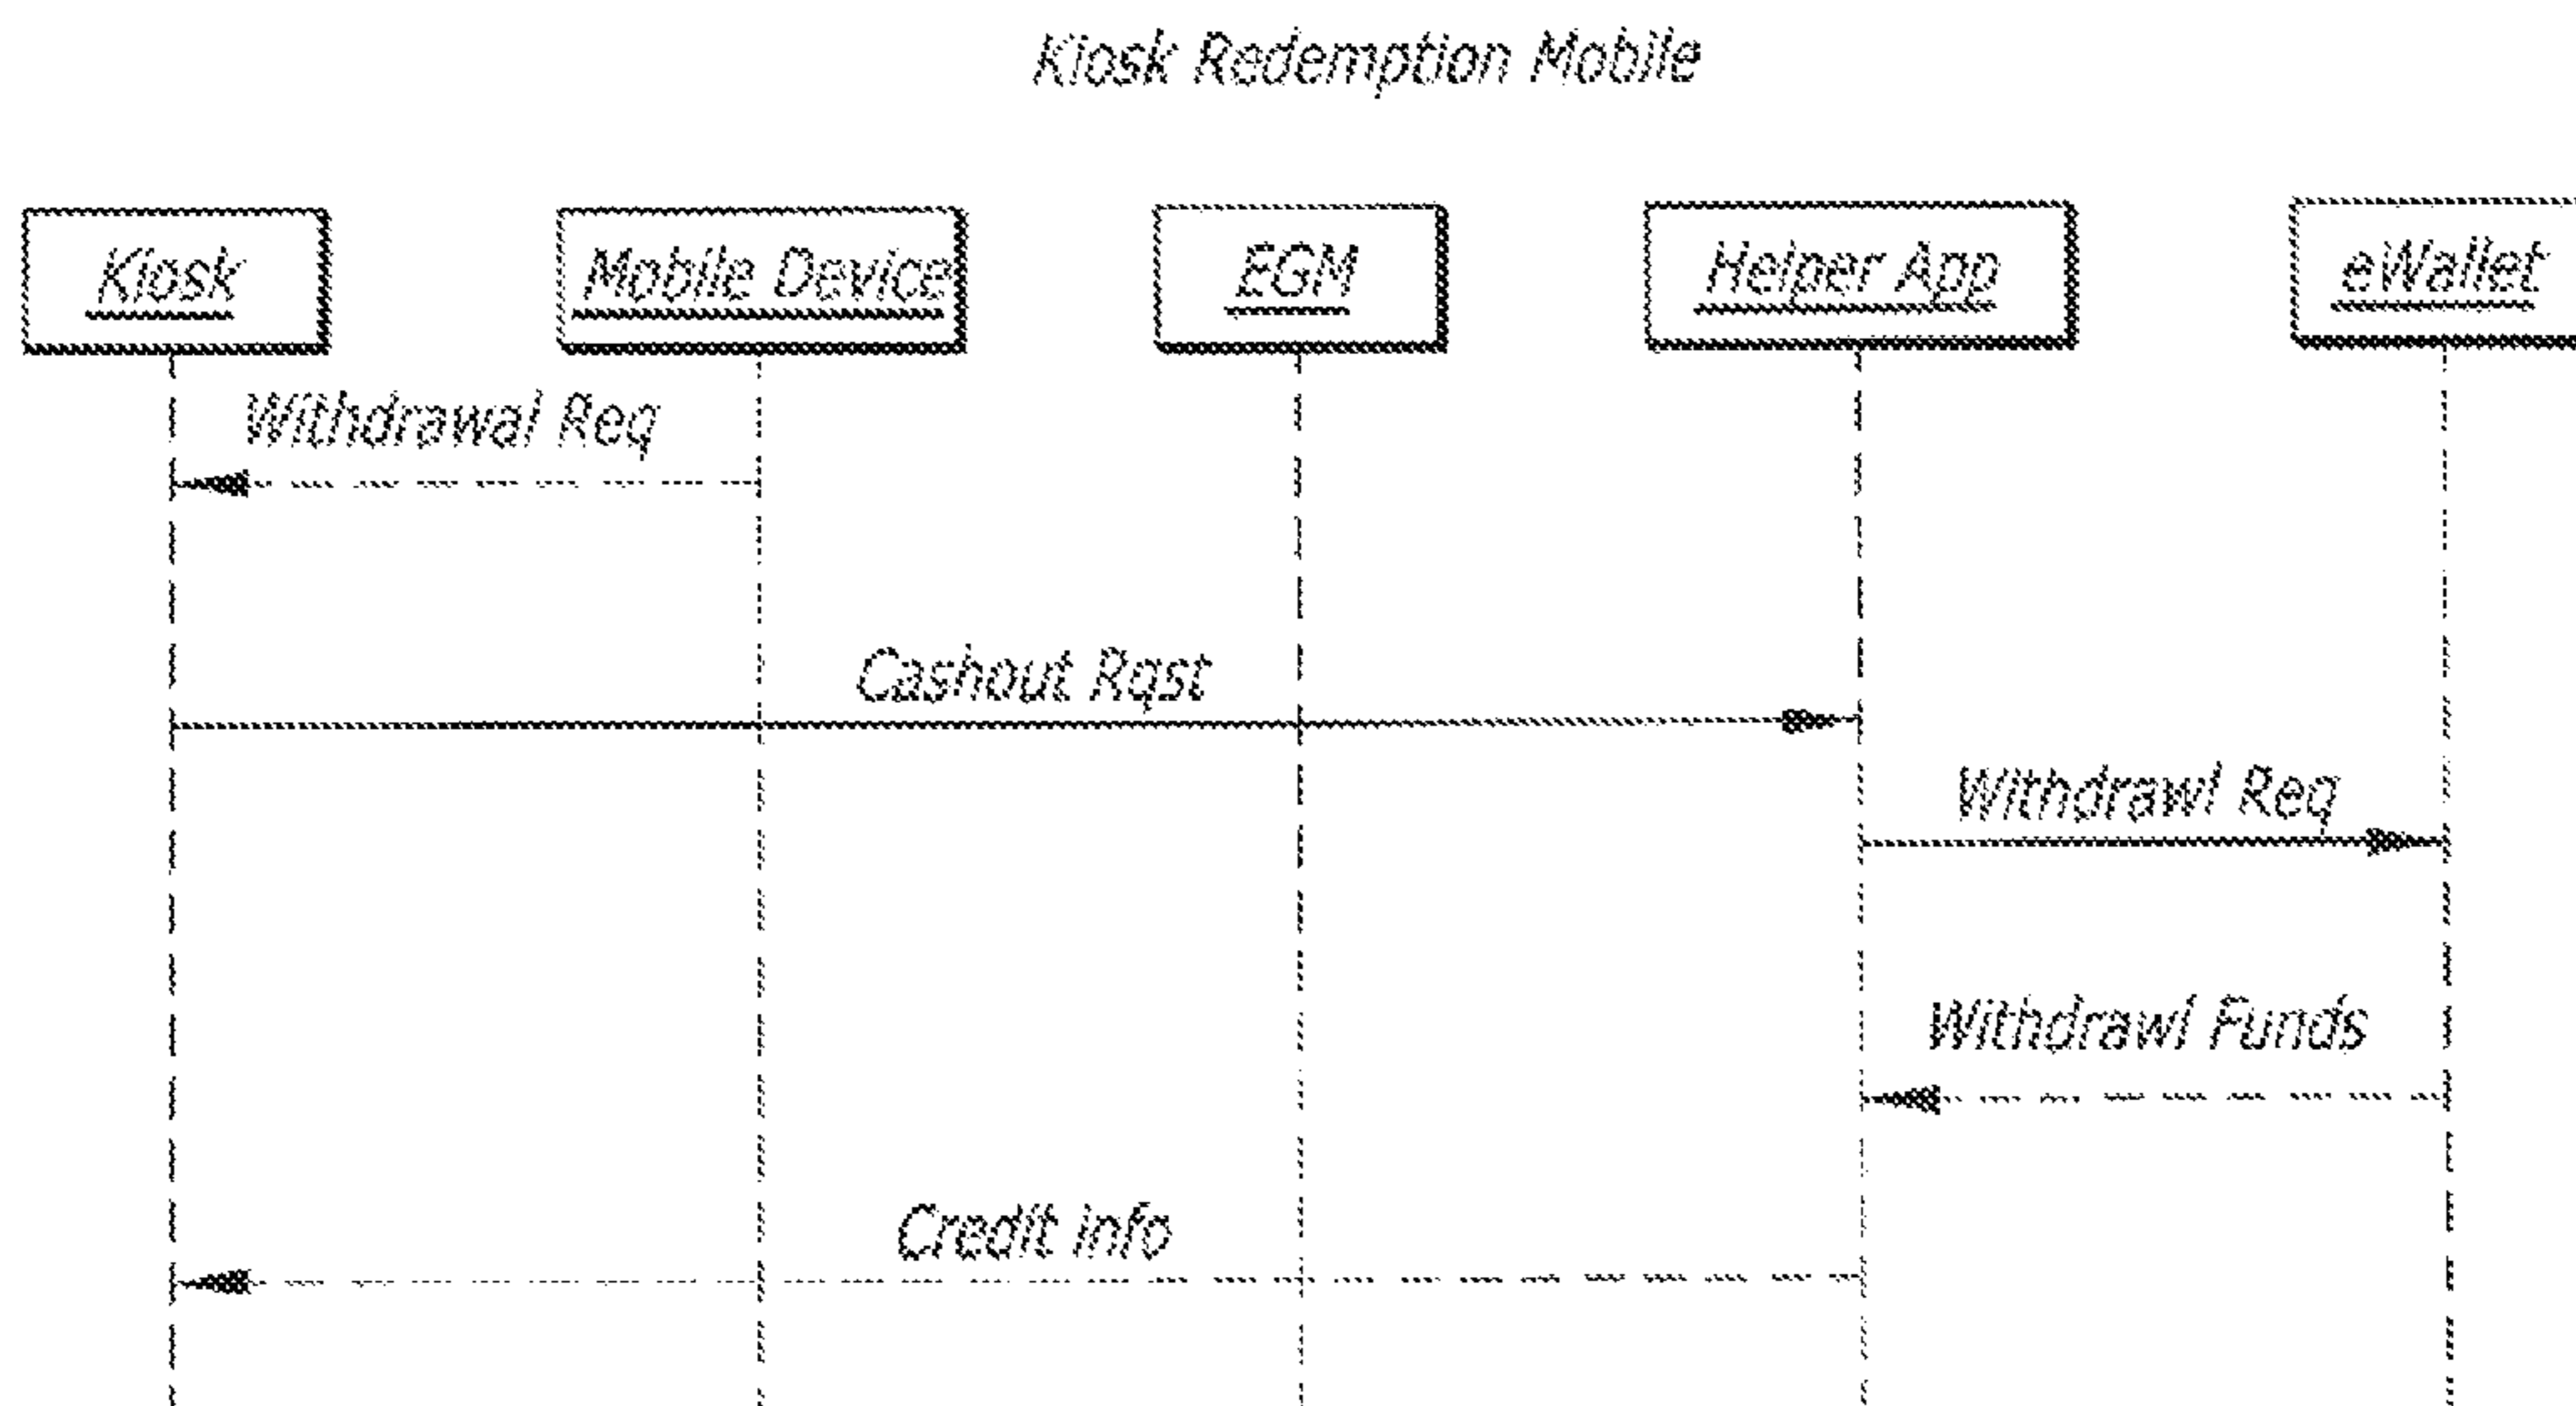 Kiosk Redemption Mobile
Kiosk
Mobile Device
EGM
Helper App
eWallet
Withdrawal Req
Cashout Rqst
Withdrawl Req
Withdrawl Funds
Credit info